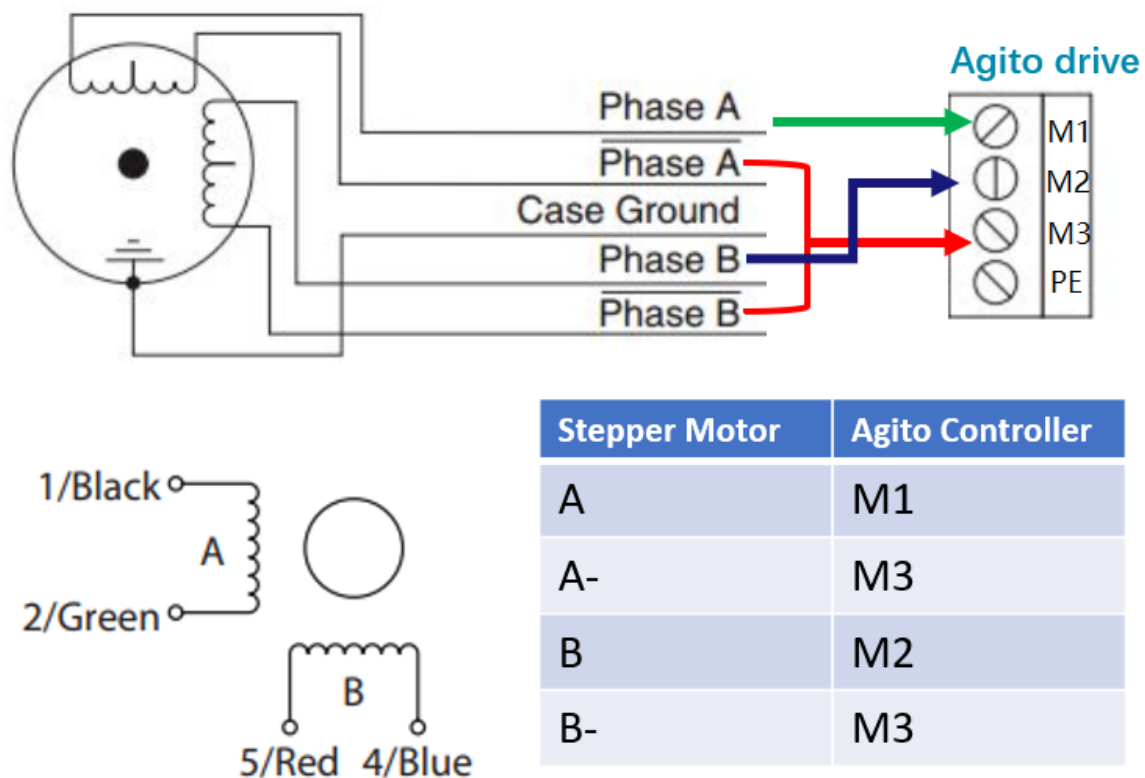 Agito drive
Phase A
Phase A
Case Ground
Phase B
Phase B
M1
M2
M3
PE
1/Black
A
2/Green
B
5/Red 4/Blue
Stepper Motor Agito Controller
A M1
A- M3
B M2
B- M3